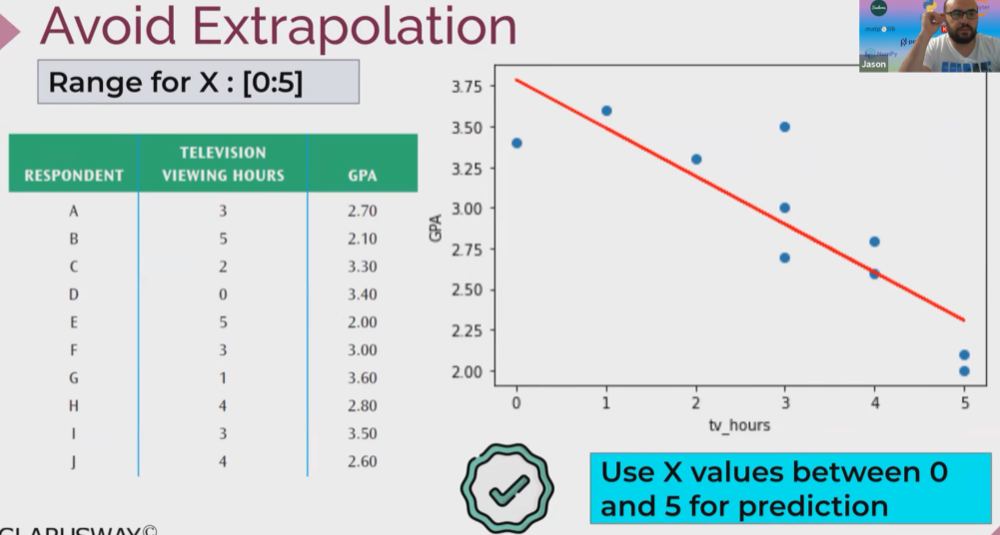 Avoid Extrapolation
Jason
Range for X : [0:5]
RESPONDENT TELEVISION VIEWING HOURS GPA
A 3 2.70
B 5 2.10
C 2 3.30
D 0 3.40
E 5 2.00
F 3 3.00
G 1 3.60
H 4 2.80
I 3 3.50
J 4 2.60
GPA
3.75
3.50
3.25
3.00
2.75
2.50
2.25
2.00
0 1 2 3 4 5
tv_hours
Use X values between 0
and 5 for prediction
CLARUSWAY©